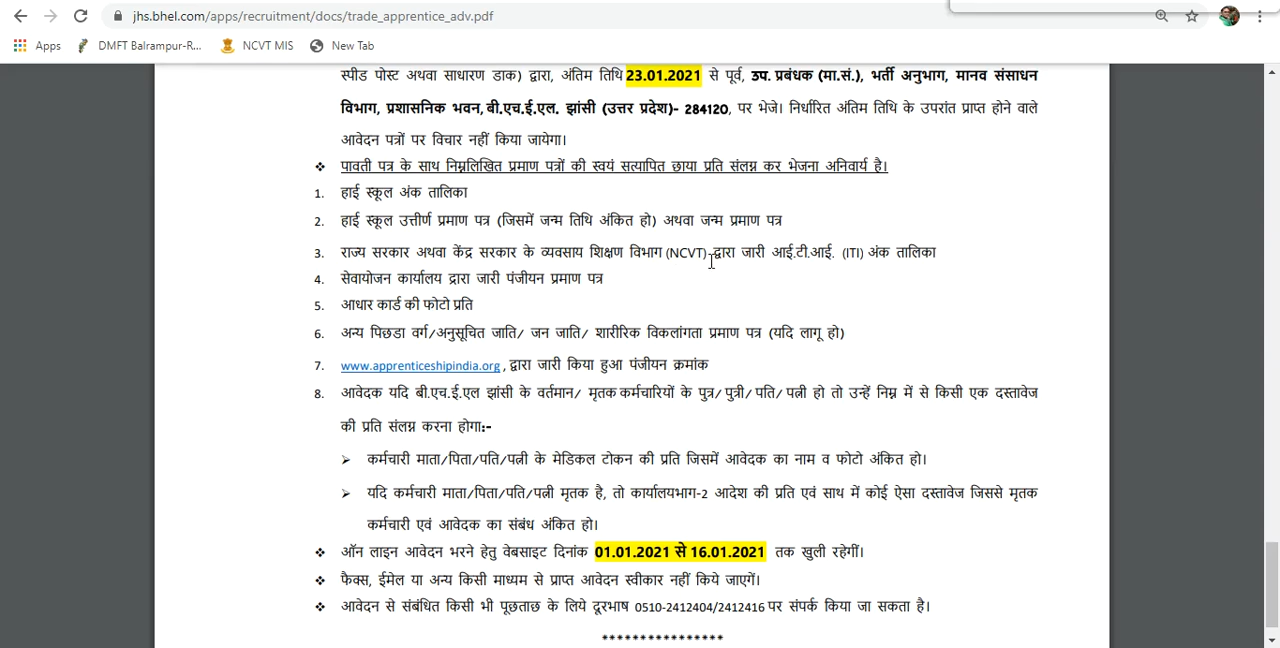 jhs.bhel.com/apps/recruitment/docs/trade_apprentice_adv.pdf
Apps DMFT Balrampur-R... NCVT MIS New Tab
स्पीड पोस्ट अथवा साधारण डाक) द्वारा, अंतिम तिथि 23.01.2021 से पूर्व, उप. प्रबंधक (मा.सं.), भर्ती अनुभाग, मानव संसाधन
विभाग, प्रशासनिक भवन, बी.एच.ई.एल. झांसी (उत्तर प्रदेश)- 284120, पर भेजे। निर्धारित अंतिम तिथि के उपरांत प्राप्त होने वाले
आवेदन पत्रों पर विचार नहीं किया जायेगा।
❖ पावती पत्र के साथ निम्नलिखित प्रमाण पत्रों की स्वयं सत्यापित छाया प्रति संलग्न कर भेजना अनिवार्य है।
1. हाई स्कूल अंक तालिका
2. हाई स्कूल उत्तीर्ण प्रमाण पत्र (जिसमें जन्म तिथि अंकित हो) अथवा जन्म प्रमाण पत्र
3. राज्य सरकार अथवा केंद्र सरकार के व्यवसाय शिक्षण विभाग (NCVT) द्वारा जारी आई.टी.आई. (ITI) अंक तालिका
4. सेवायोजन कार्यालय द्वारा जारी पंजीयन प्रमाण पत्र
5. आधार कार्ड की फोटो प्रति
6. अन्य पिछडा वर्ग/अनुसूचित जाति/ जन जाति/ शारीरिक विकलांगता प्रमाण पत्र (यदि लागू हो)
7. www.apprenticeshipindia.org , द्वारा जारी किया हुआ पंजीयन क्रमांक
8. आवेदक यदि बी.एच.ई.एल झांसी के वर्तमान/ मृतक कर्मचारियों के पुत्र/ पुत्री/ पति/ पत्नी हो तो उन्हें निम्न में से किसी एक दस्तावेज
की प्रति संलग्न करना होगा:-
➢ कर्मचारी माता/पिता/पति/पत्नी के मेडिकल टोकन की प्रति जिसमें आवेदक का नाम व फोटो अंकित हो।
➢ यदि कर्मचारी माता/पिता/पति/पत्नी मृतक है, तो कार्यालयभाग-2 आदेश की प्रति एवं साथ में कोई ऐसा दस्तावेज जिससे मृतक
कर्मचारी एवं आवेदक का संबंध अंकित हो।
❖ ऑन लाइन आवेदन भरने हेतु वेबसाइट दिनांक 01.01.2021 से 16.01.2021 तक खुली रहेगीं।
❖ फैक्स, ईमेल या अन्य किसी माध्यम से प्राप्त आवेदन स्वीकार नहीं किये जाएगें।
❖ आवेदन से संबंधित किसी भी पूछताछ के लिये दूरभाष 0510-2412404/2412416 पर संपर्क किया जा सकता है।
****************